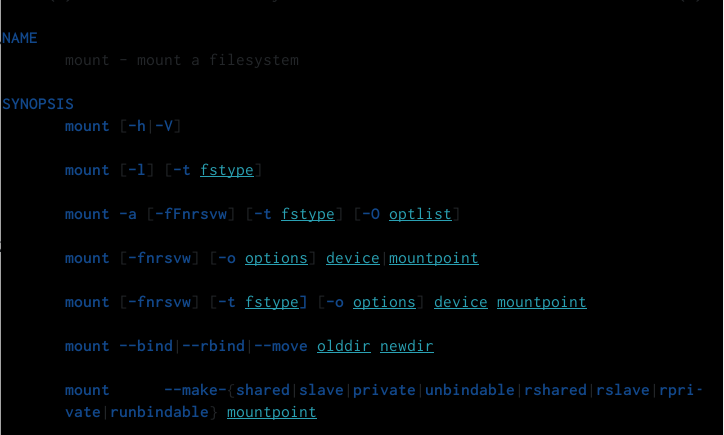 NAME
mount - mount a filesystem
SYNOPSIS
mount [-h|-V]
mount [-l] [-t fstype]
mount -a [-fFnrsvw] [-t fstype] [-O optlist]
mount [-fnrsvw] [-o options] device|mountpoint
mount [-fnrsvw] [-t fstype] [-o options] device mountpoint
mount --bind|--rbind|--move olddir newdir
mount --make-{shared|slave|private|unbindable|rshared|rslave|rpri-
vate|runbindable} mountpoint